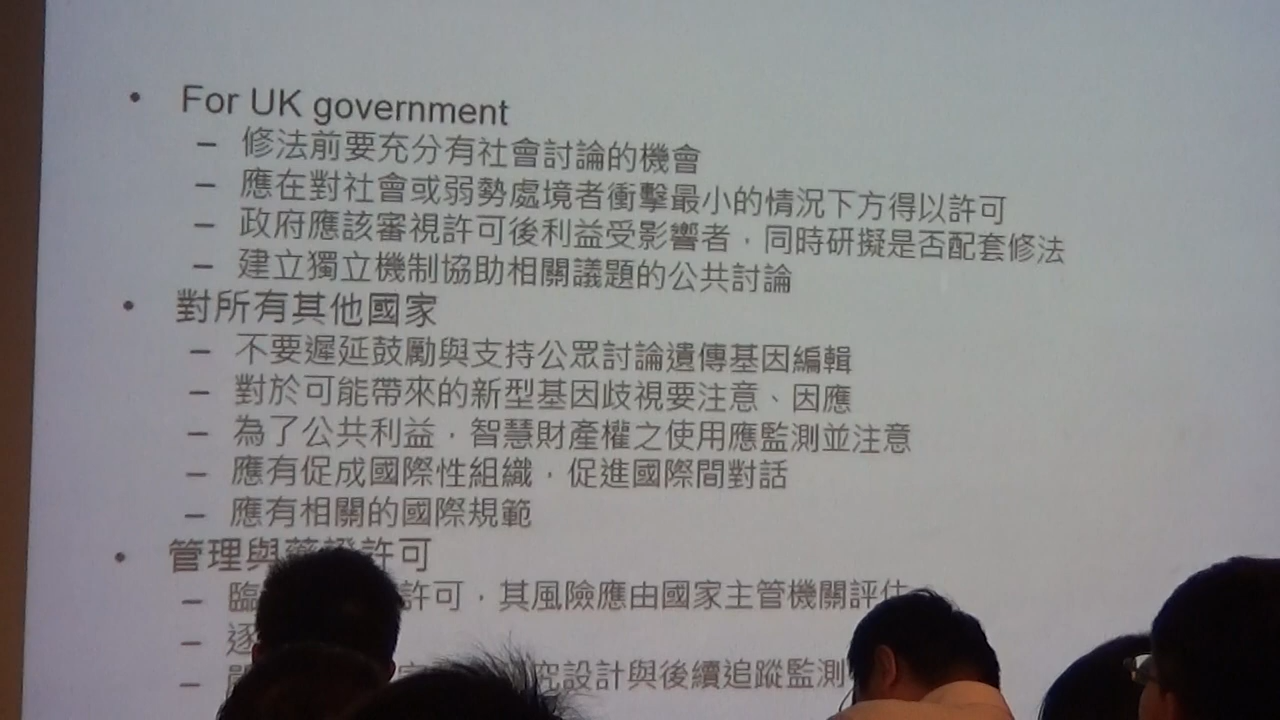 • For UK government
– 修法前要充分有社會討論的機會
– 應在對社會或弱勢處境者衝擊最小的情況下方得以許可
– 政府應該審視許可後利益受影響者，同時研擬是否配套修法
– 建立獨立機制協助相關議題的公共討論
• 對所有其他國家
– 不要遲延鼓勵與支持公眾討論遺傳基因編輯
– 對於可能帶來的新型基因歧視要注意、因應
– 為了公共利益，智慧財產權之使用應監測並注意
– 應有促成國際性組織，促進國際間對話
– 應有相關的國際規範
• 管理與許可
– 臨許可，其風險應由國家主管機關評估
– 逐
– 究設計與後續追蹤監測